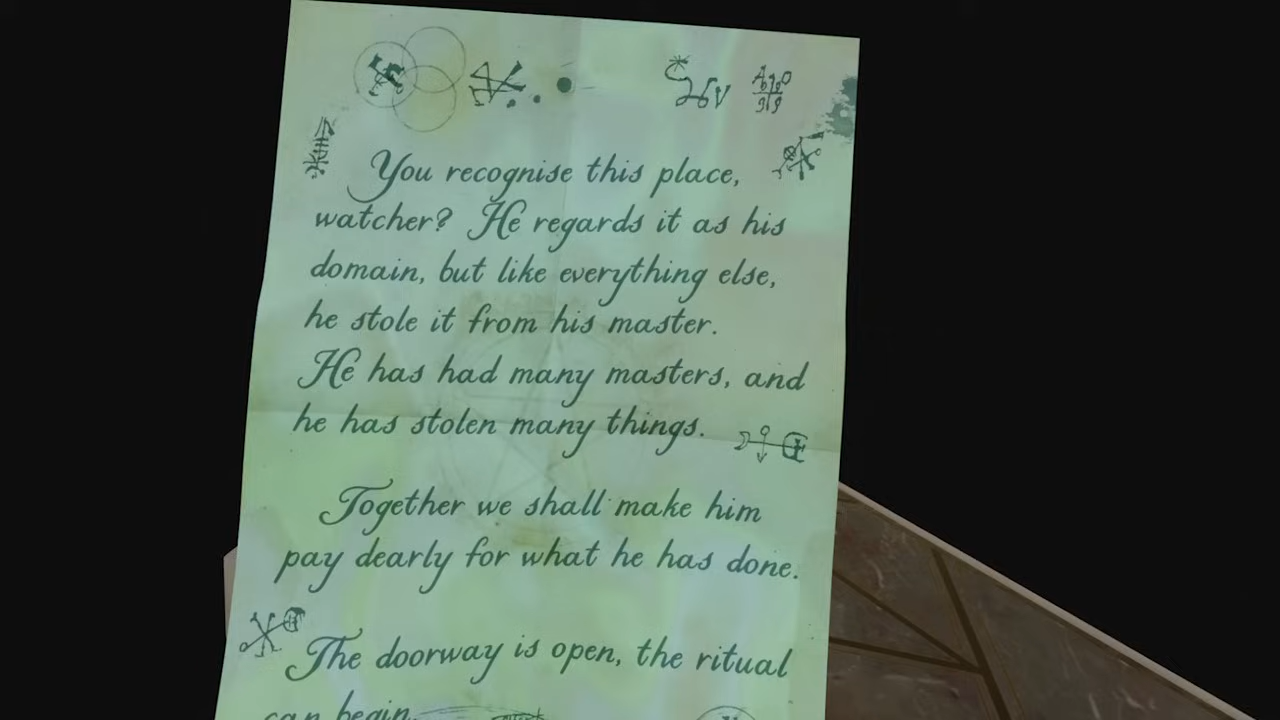 You recognise this place,
watcher? He regards it as his
domain, but like everything else,
he stole it from his master.
He has had many masters, and
he has stolen many things.
Together we shall make him
pay dearly for what he has done.
The doorway is open, the ritual
can begin.